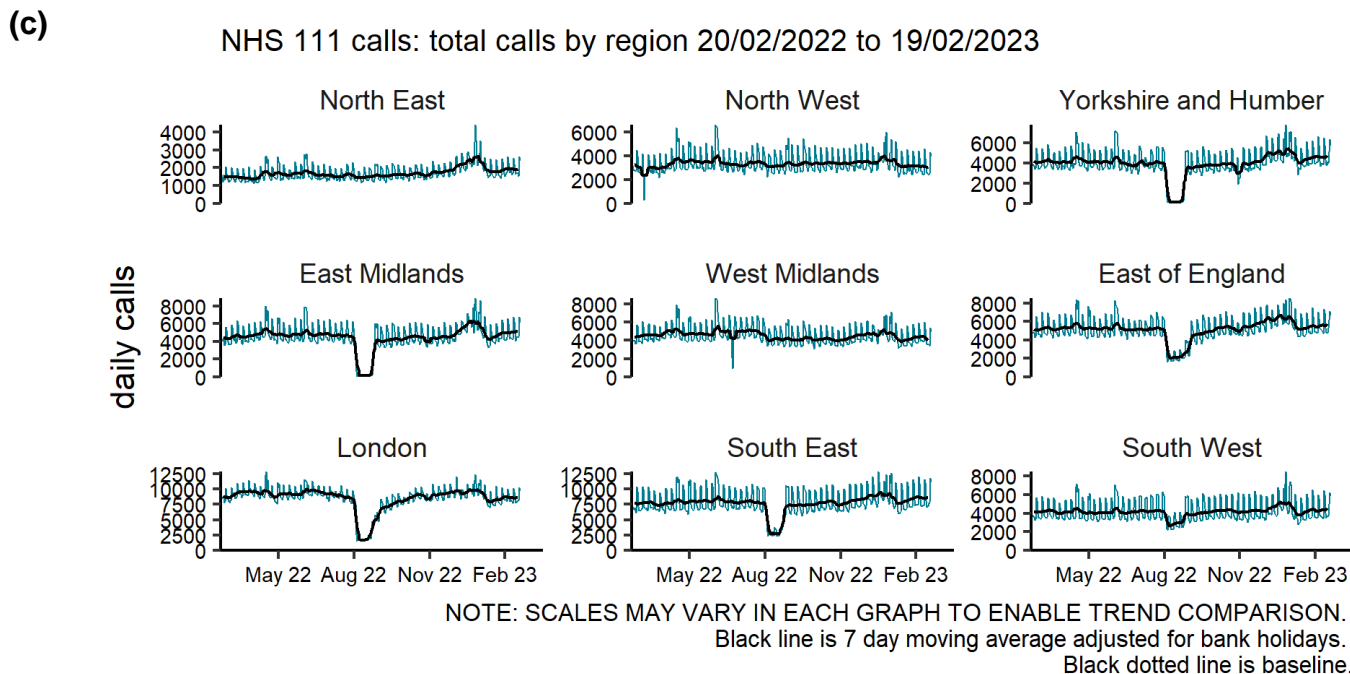 (c)
NHS 111 calls: total calls by region 20/02/2022 to 19/02/2023
North East
North West
Yorkshire and Humber
4000
3000
2000
1000
0
6000
4000
2000
0
6000
4000
2000
0
East Midlands
West Midlands
East of England
daily calls
8000
6000
4000
2000
0
8000
6000
4000
2000
0
8000
6000
4000
2000
0
London
South East
South West
12500
10000
7500
5000
2500
0
12500
10000
7500
5000
2500
0
8000
6000
4000
2000
0
May 22 Aug 22 Nov 22 Feb 23
May 22 Aug 22 Nov 22 Feb 23
May 22 Aug 22 Nov 22 Feb 23
NOTE: SCALES MAY VARY IN EACH GRAPH TO ENABLE TREND COMPARISON.
Black line is 7 day moving average adjusted for bank holidays.
Black dotted line is baseline.